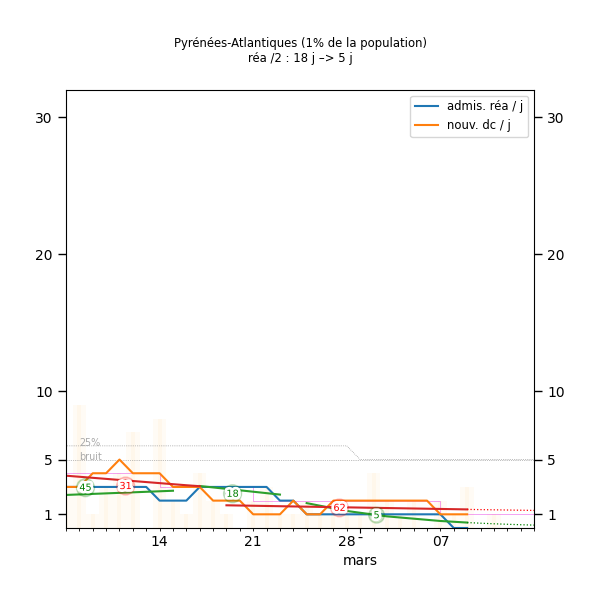 Pyrénées-Atlantiques (1% de la population)
réa /2 : 18 j –> 5 j
admis. réa / j
nouv. dc / j
30 30
20 20
10 10
25%
bruit
5 5
45 31 18 62 5
1 1
14 21 28 07
mars